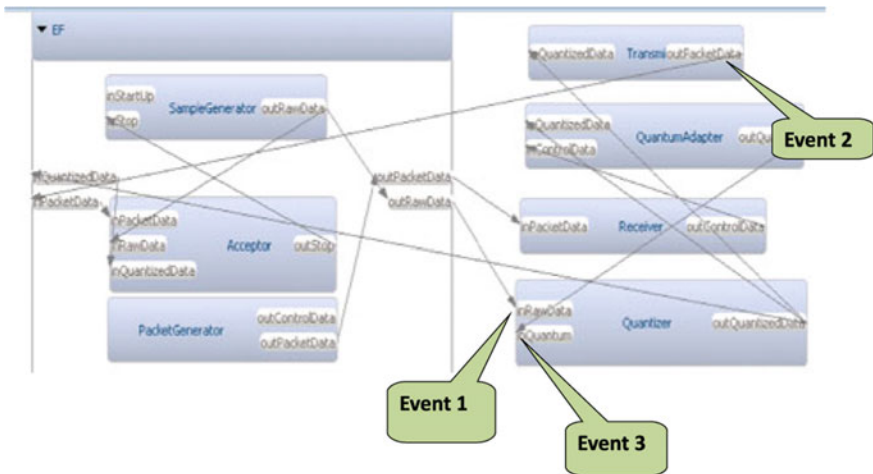 EF
inStartUp
inStop
SampleGenerator
outRawData
inQuantizedData
inPacketData
inPacketData
inRawData
inQuantizedData
Acceptor
outStop
PacketGenerator
outControlData
outPacketData
outPacketData
outRawData
inQuantizedData
outPacketData
inQuantizedData
inControlData
QuantumAdapter
inPacketData
Receiver
outControlData
inRawData
inQuantum
Quantizer
outQuantizedData
Event 1
Event 2
Event 3